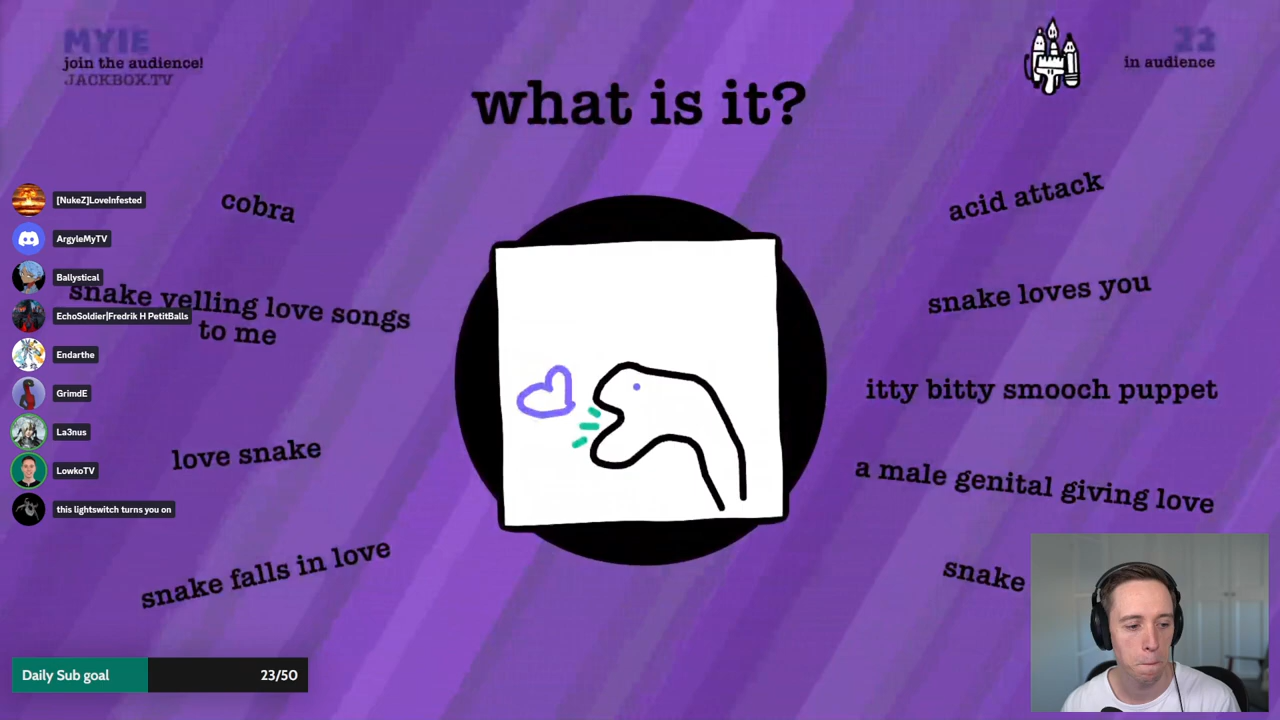 MYIE
join the audience!
JACKBOX.TV
22
in audience
what is it?
cobra
acid attack
[NukeZ]LoveInfested
ArgyleMyTV
Ballystical
snake yelling love songs
to me
EchoSoldier|Fredrik H PetitBalls
snake loves you
Endarthe
GrimdE
itty bitty smooch puppet
La3nus
love snake
LowkoTV
a male genital giving love
this lightswitch turns you on
snake falls in love
snake
Daily Sub goal
23/50